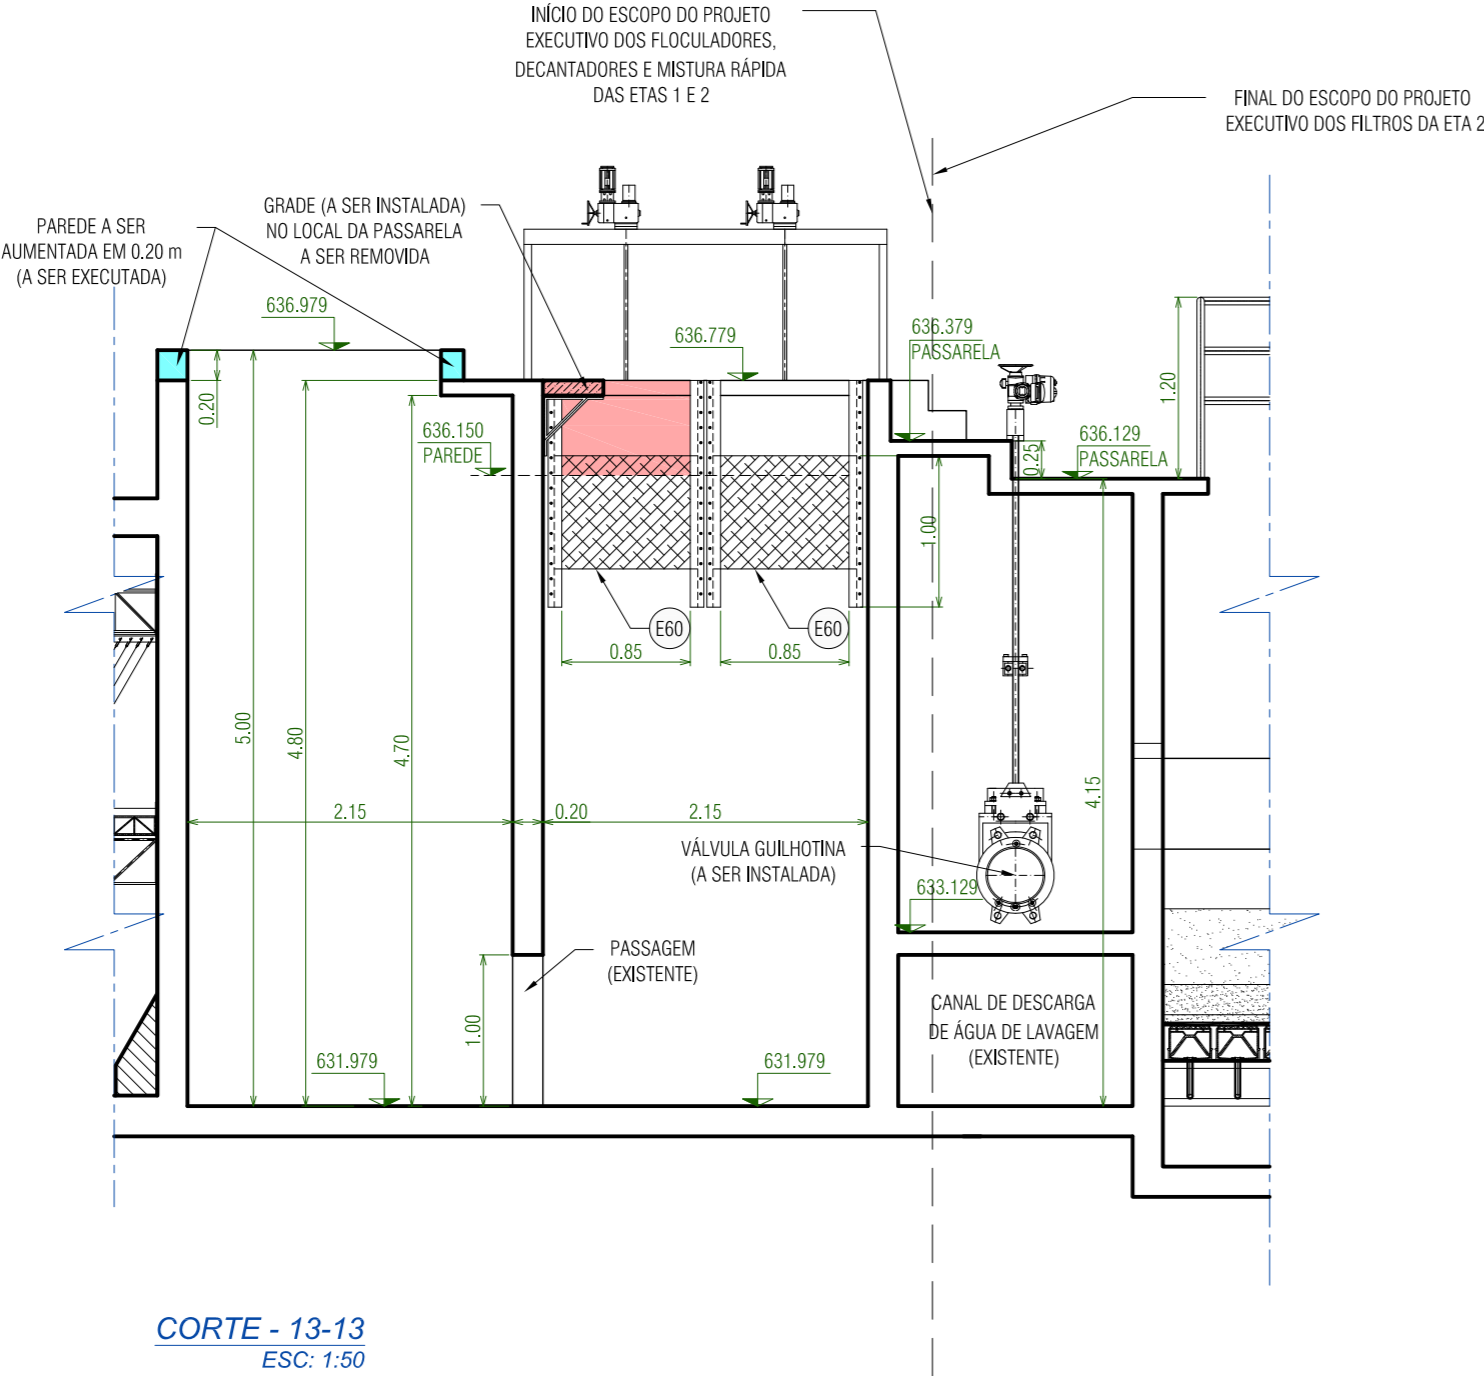 INÍCIO DO ESCOPO DO PROJETO
EXECUTIVO DOS FLOCULADORES,
DECANTADORES E MISTURA RÁPIDA
DAS ETAS 1 E 2
FINAL DO ESCOPO DO PROJETO
EXECUTIVO DOS FILTROS DA ETA 2
PAREDE A SER
AUMENTADA EM 0.20 m
(A SER EXECUTADA)
GRADE (A SER INSTALADA)
NO LOCAL DA PASSARELA
A SER REMOVIDA
636.979
636.779
636.379
PASSARELA
1.20
0.20
636.150
PAREDE
636.129
PASSARELA
0.25
1.00
E60
E60
0.85
0.85
5.00
4.80
4.70
4.15
2.15
0.20
2.15
VÁLVULA GUILHOTINA
(A SER INSTALADA)
633.129
PASSAGEM
(EXISTENTE)
1.00
CANAL DE DESCARGA
DE ÁGUA DE LAVAGEM
(EXISTENTE)
631.979
631.979
CORTE - 13-13
ESC: 1:50